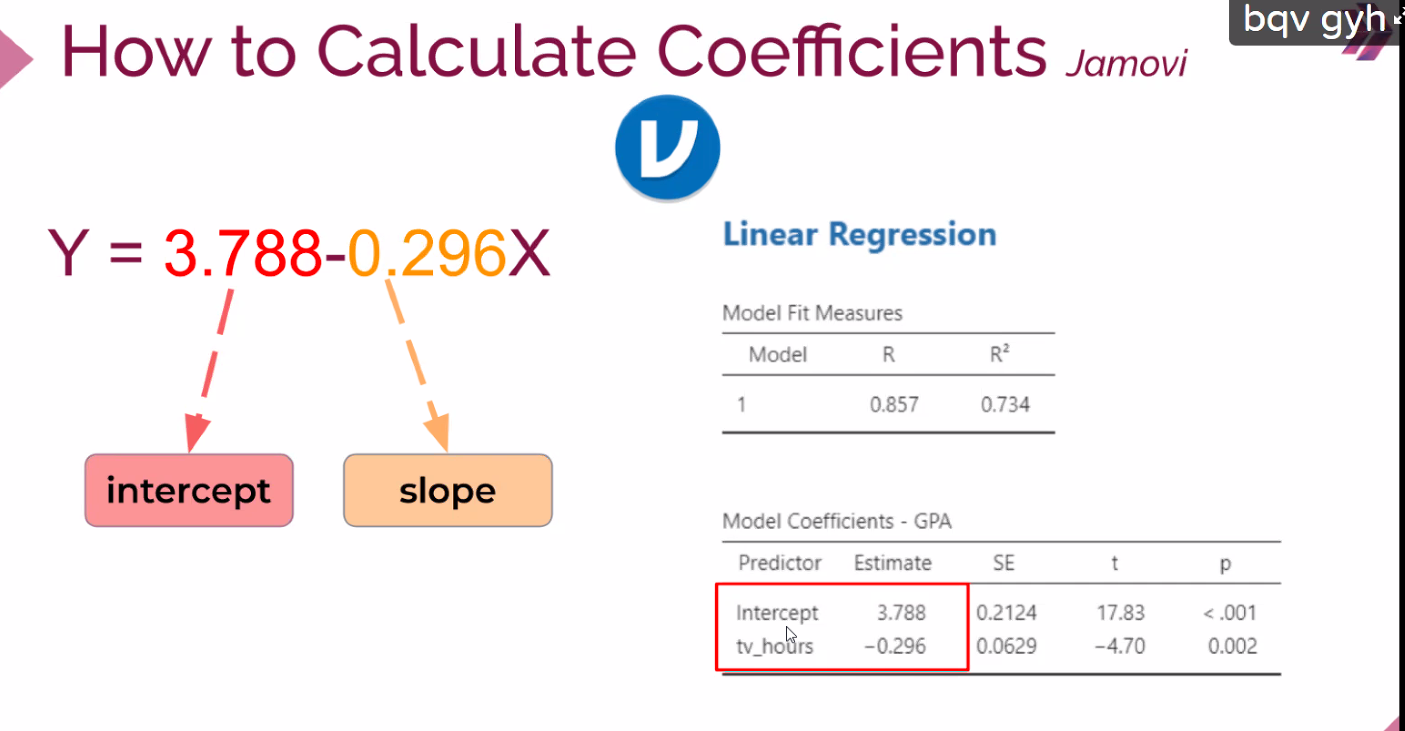 bqv gyh
How to Calculate Coefficients Jamovi
Y = 3.788-0.296X
intercept
slope
Linear Regression
Model Fit Measures
Model R R²
1 0.857 0.734
Model Coefficients - GPA
Predictor Estimate SE t p
Intercept 3.788 0.2124 17.83 < .001
tv_hours −0.296 0.0629 −4.70 0.002